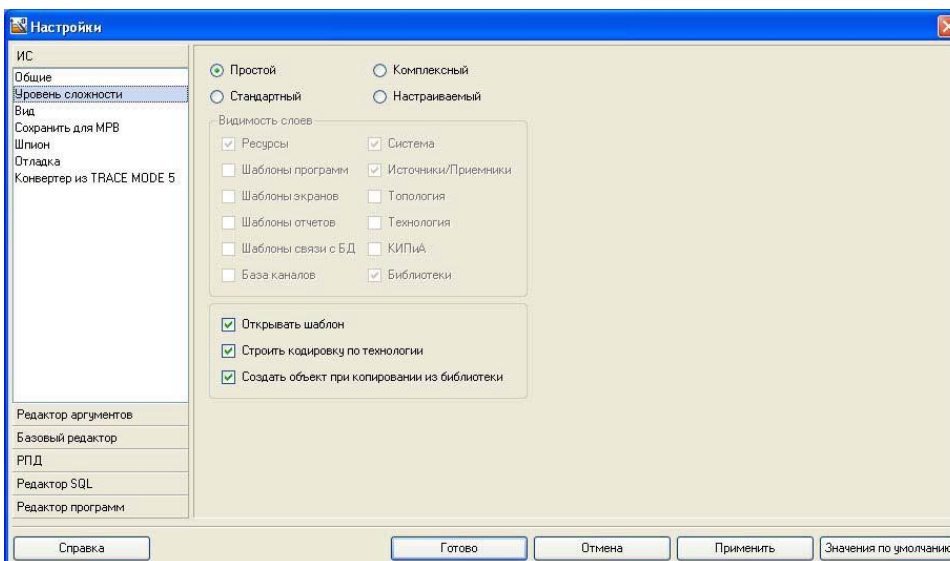 Настройки
ИС
Общие
Уровень сложности
Вид
Сохранить для МРВ
Шпион
Отладка
Конвертер из TRACE MODE 5
Редактор аргументов
Базовый редактор
РПД
Редактор SQL
Редактор программ
Простой Комплексный
Стандартный Настраиваемый
Видимость слоев
Ресурсы Система
Шаблоны программ Источники/Приемники
Шаблоны экранов Топология
Шаблоны отчетов Технология
Шаблоны связи с БД КИПиА
База каналов Библиотеки
Открывать шаблон
Строить кодировку по технологии
Создать объект при копировании из библиотеки
Справка Готово Отмена Применить Значения по умолчанию